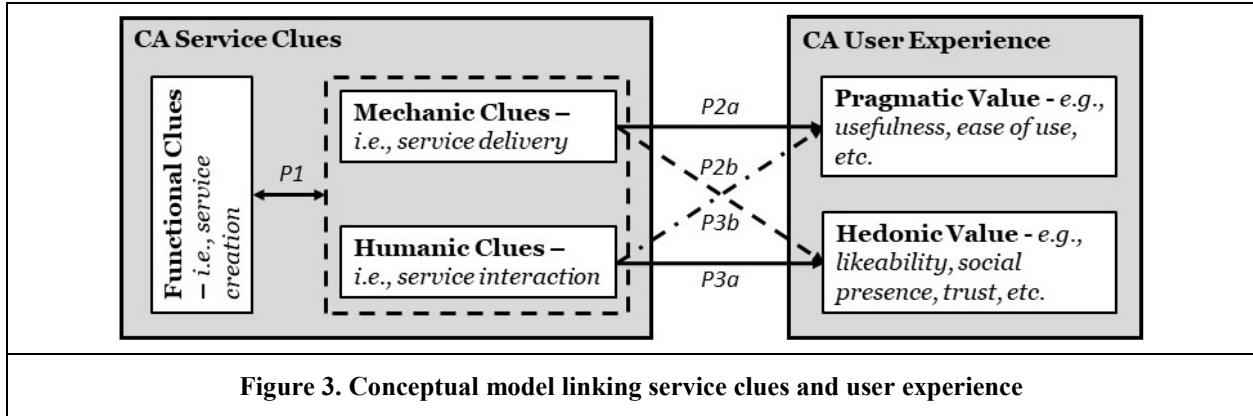 CA Service Clues
Functional Clues
– i.e., service
creation
P1
Mechanic Clues –
i.e., service delivery
Humanic Clues –
i.e., service interaction
P2a
P2b
P3b
P3a
CA User Experience
Pragmatic Value - e.g.,
usefulness, ease of use,
etc.
Hedonic Value - e.g.,
likeability, social
presence, trust, etc.
Figure 3. Conceptual model linking service clues and user experience